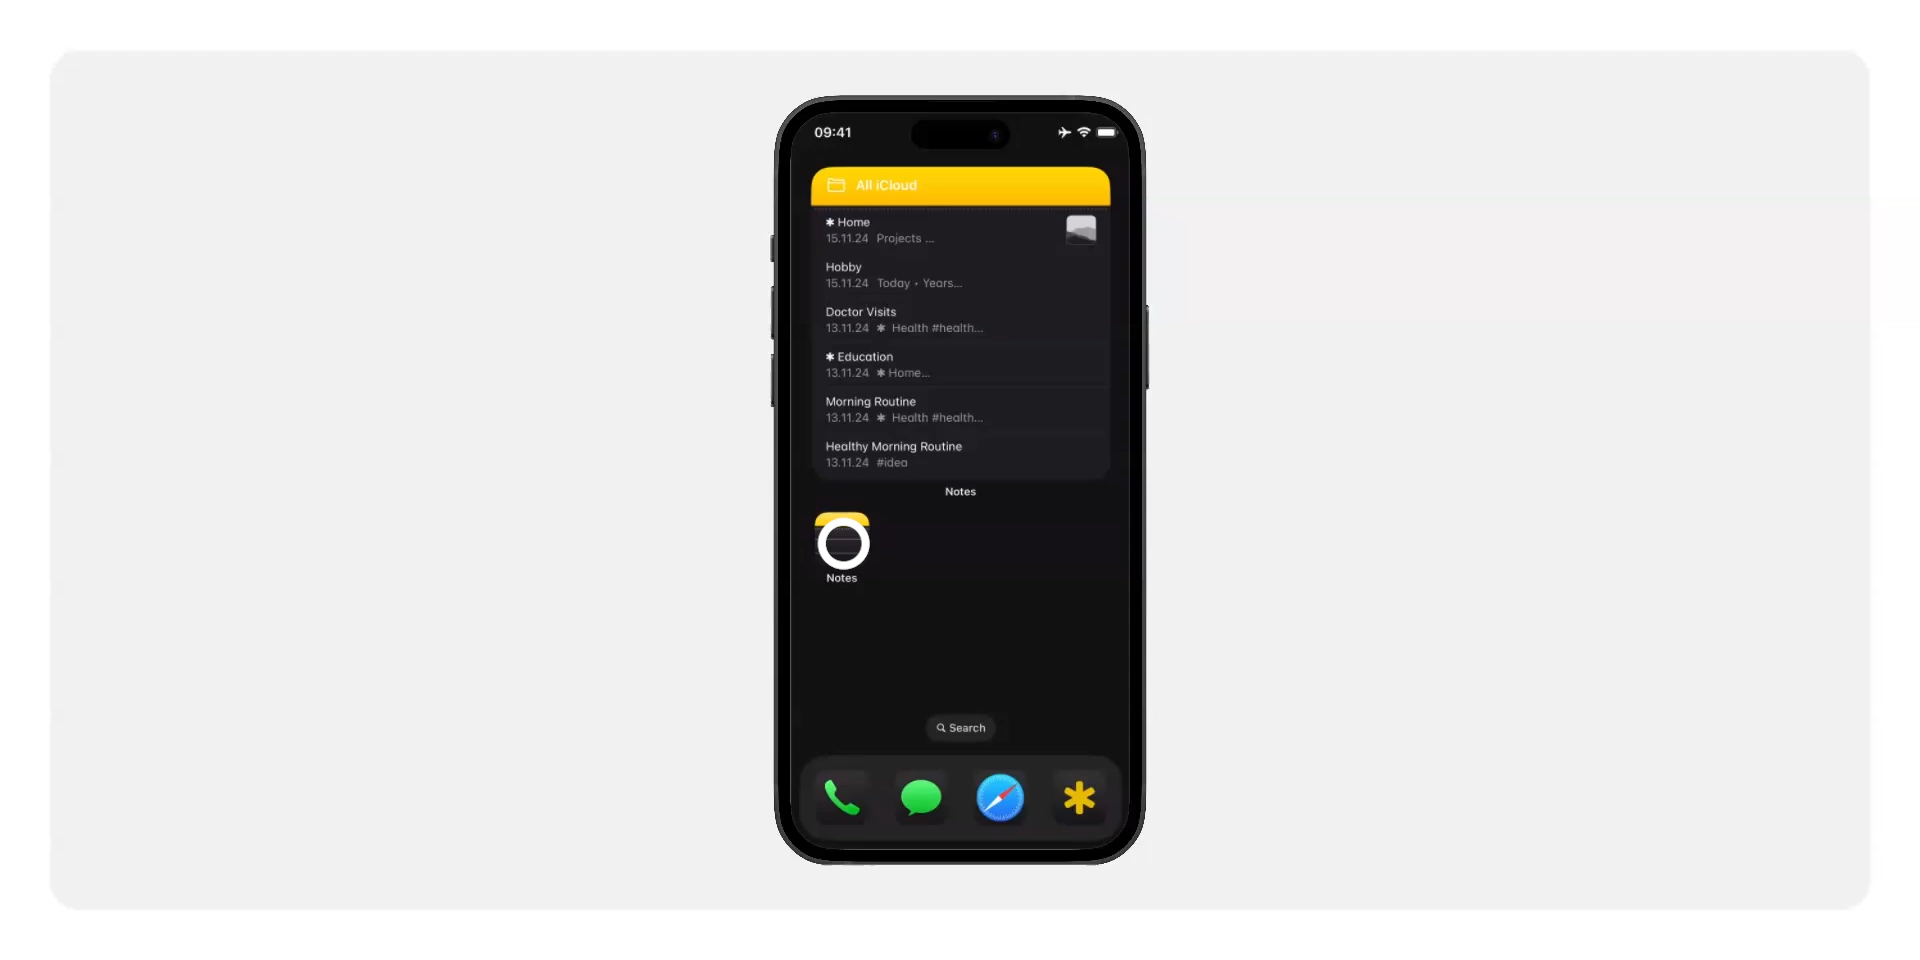 09:41
All iCloud
✱ Home
15.11.24 Projects ...
Hobby
15.11.24 Today • Years...
Doctor Visits
13.11.24 ✱ Health #health...
✱ Education
13.11.24 ✱ Home...
Morning Routine
13.11.24 ✱ Health #health...
Healthy Morning Routine
13.11.24 #idea
Notes
Notes
Search